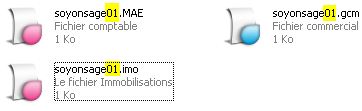 soyonsage01.MAE
Fichier comptable
1 Ko
soyonsage01.gcm
Fichier commercial
1 Ko
soyonsage01.imo
Le fichier Immobilisations
1 Ko